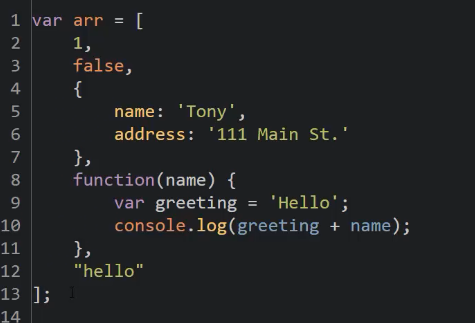 1 var arr = [
2     1,
3     false,
4     {
5         name: 'Tony',
6         address: '111 Main St.'
7     },
8     function(name) {
9         var greeting = 'Hello';
10         console.log(greeting + name);
11     },
12     "hello"
13 ];
14